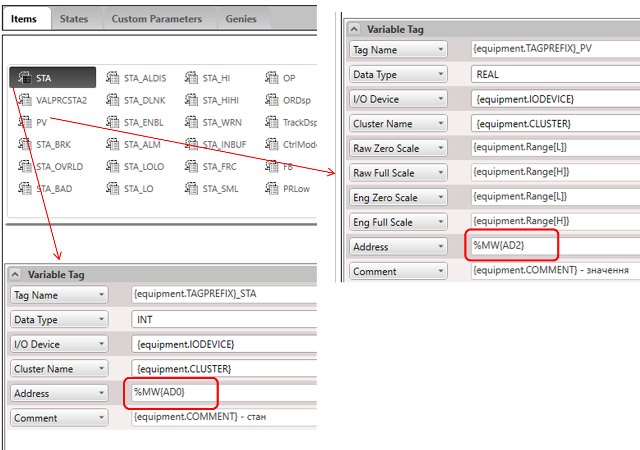 Items States Custom Parameters Genies
STA STA_ALDIS STA_HI OP
VALPRCSTA2 STA_DLNK STA_HIHI ORDsp
PV STA_ENBL STA_WRN TrackDsp
STA_BRK STA_ALM STA_INBUF CtrlMode
STA_OVRLD STA_LOLO STA_FRC FB
STA_BAD STA_LO STA_SML PRLow
Variable Tag
Tag Name {equipment.TAGPREFIX}_STA
Data Type INT
I/O Device {equipment.IODEVICE}
Cluster Name {equipment.CLUSTER}
Address %MW{AD0}
Comment {equipment.COMMENT} - стан
Variable Tag
Tag Name {equipment.TAGPREFIX}_PV
Data Type REAL
I/O Device {equipment.IODEVICE}
Cluster Name {equipment.CLUSTER}
Raw Zero Scale {equipment.Range[L]}
Raw Full Scale {equipment.Range[H]}
Eng Zero Scale {equipment.Range[L]}
Eng Full Scale {equipment.Range[H]}
Address %MW{AD2}
Comment {equipment.COMMENT} - значення